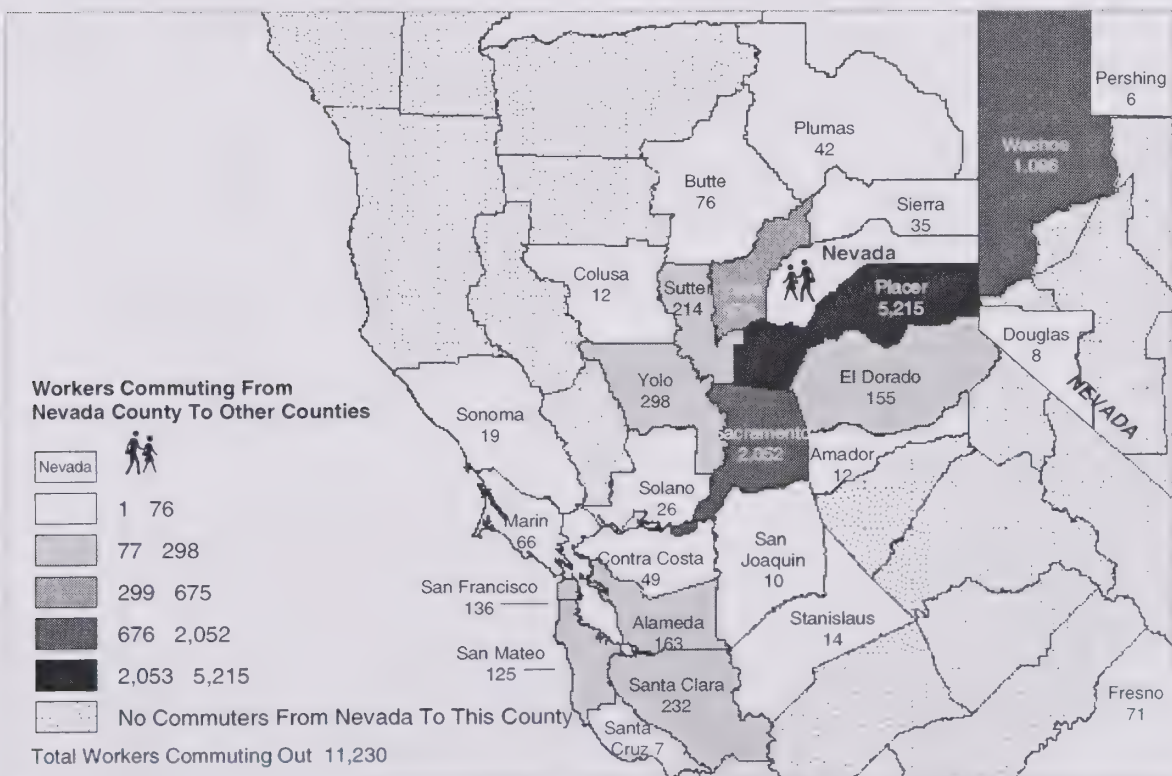 Pershing
6
Washoe
1,096
Plumas
42
Butte
76
Sierra
35
Nevada
Colusa
12
Sutter
214
Placer
5,215
Douglas
8
NEVADA
El Dorado
155
Yolo
298
Sonoma
19
Sacramento
2,052
Amador
12
Solano
26
Marin
66
Contra Costa
49
San
Joaquin
10
San Francisco
136
Alameda
163
Stanislaus
14
San Mateo
125
Santa Clara
232
Santa
Cruz 7
Fresno
71
Workers Commuting From
Nevada County To Other Counties
Nevada
1 76
77 298
299 675
676 2,052
2,053 5,215
No Commuters From Nevada To This County
Total Workers Commuting Out 11,230